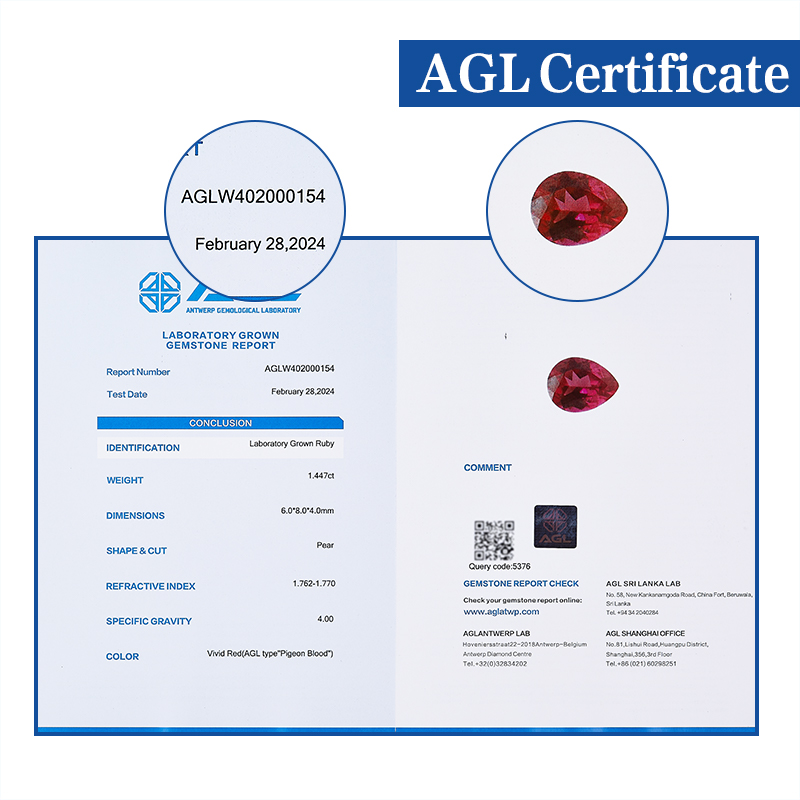 AGL Certificate
AGLW402000154
February 28,2024
ANTWERP GEMOLOGICAL LABORATORY
LABORATORY GROWN
GEMSTONE REPORT
Report Number AGLW402000154
Test Date February 28,2024
CONCLUSION
IDENTIFICATION Laboratory Grown Ruby
WEIGHT 1.447ct
DIMENSIONS 6.0*8.0*4.0mm
SHAPE & CUT Pear
REFRACTIVE INDEX 1.762-1.770
SPECIFIC GRAVITY 4.00
COLOR Vivid Red(AGL type"Pigeon Blood")
COMMENT
AGL
Query code:5376
GEMSTONE REPORT CHECK
Check your gemstone report online:
www.aglatwp.com
AGLANTWERP LAB
Hoveniersstraat22-2018Antwerp-Belgium
Antwerp Diamond Centre
Tel.+32(0)32834202
AGL SRI LANKA LAB
No. 58, New Kankanamgoda Road, China Fort, Beruwala,
Sri Lanka
Tel. +94 34 2040284
AGL SHANGHAI OFFICE
No.81,Lishui Road,Huangpu District,
Shanghai,356,3rd Floor
Tel.+86 (021) 60298251